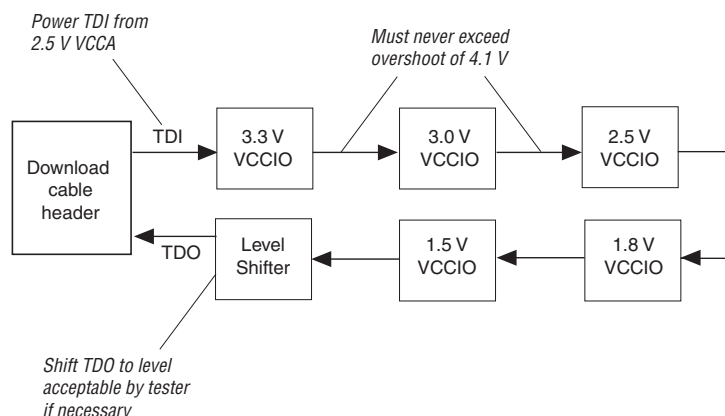 Power TDI from
2.5 V VCCA
Must never exceed
overshoot of 4.1 V
Download
cable
header
TDI
3.3 V
VCCIO
3.0 V
VCCIO
2.5 V
VCCIO
TDO
Level
Shifter
1.5 V
VCCIO
1.8 V
VCCIO
Shift TDO to level
acceptable by tester
if necessary